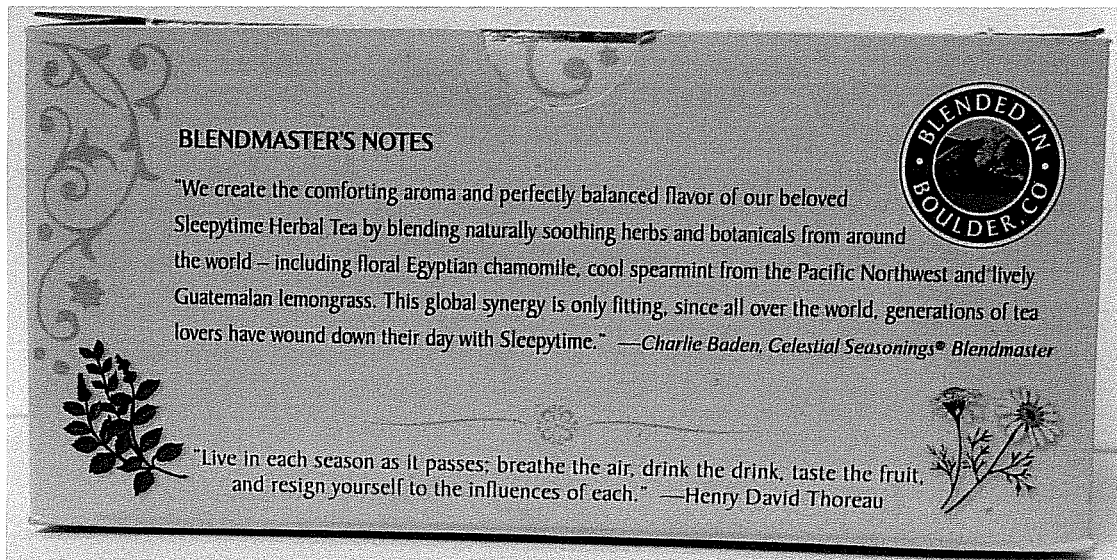 BLENDMASTER'S NOTES
BLENDED IN
BOULDER, CO
"We create the comforting aroma and perfectly balanced flavor of our beloved
Sleepytime Herbal Tea by blending naturally soothing herbs and botanicals from around
the world – including floral Egyptian chamomile, cool spearmint from the Pacific Northwest and lively
Guatemalan lemongrass. This global synergy is only fitting, since all over the world, generations of tea
lovers have wound down their day with Sleepytime." —Charlie Baden, Celestial Seasonings® Blendmaster
"Live in each season as it passes; breathe the air, drink the drink, taste the fruit,
and resign yourself to the influences of each." —Henry David Thoreau